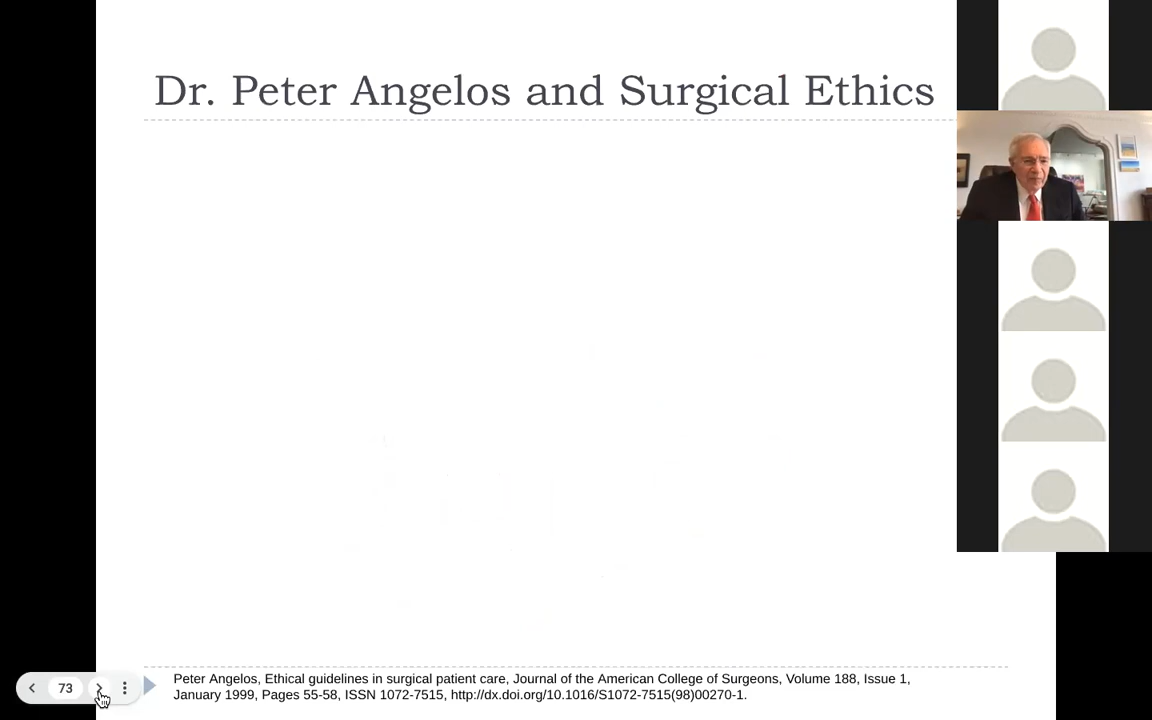 Dr. Peter Angelos and Surgical Ethics
Peter Angelos, Ethical guidelines in surgical patient care, Journal of the American College of Surgeons, Volume 188, Issue 1,
January 1999, Pages 55-58, ISSN 1072-7515, http://dx.doi.org/10.1016/S1072-7515(98)00270-1.
73